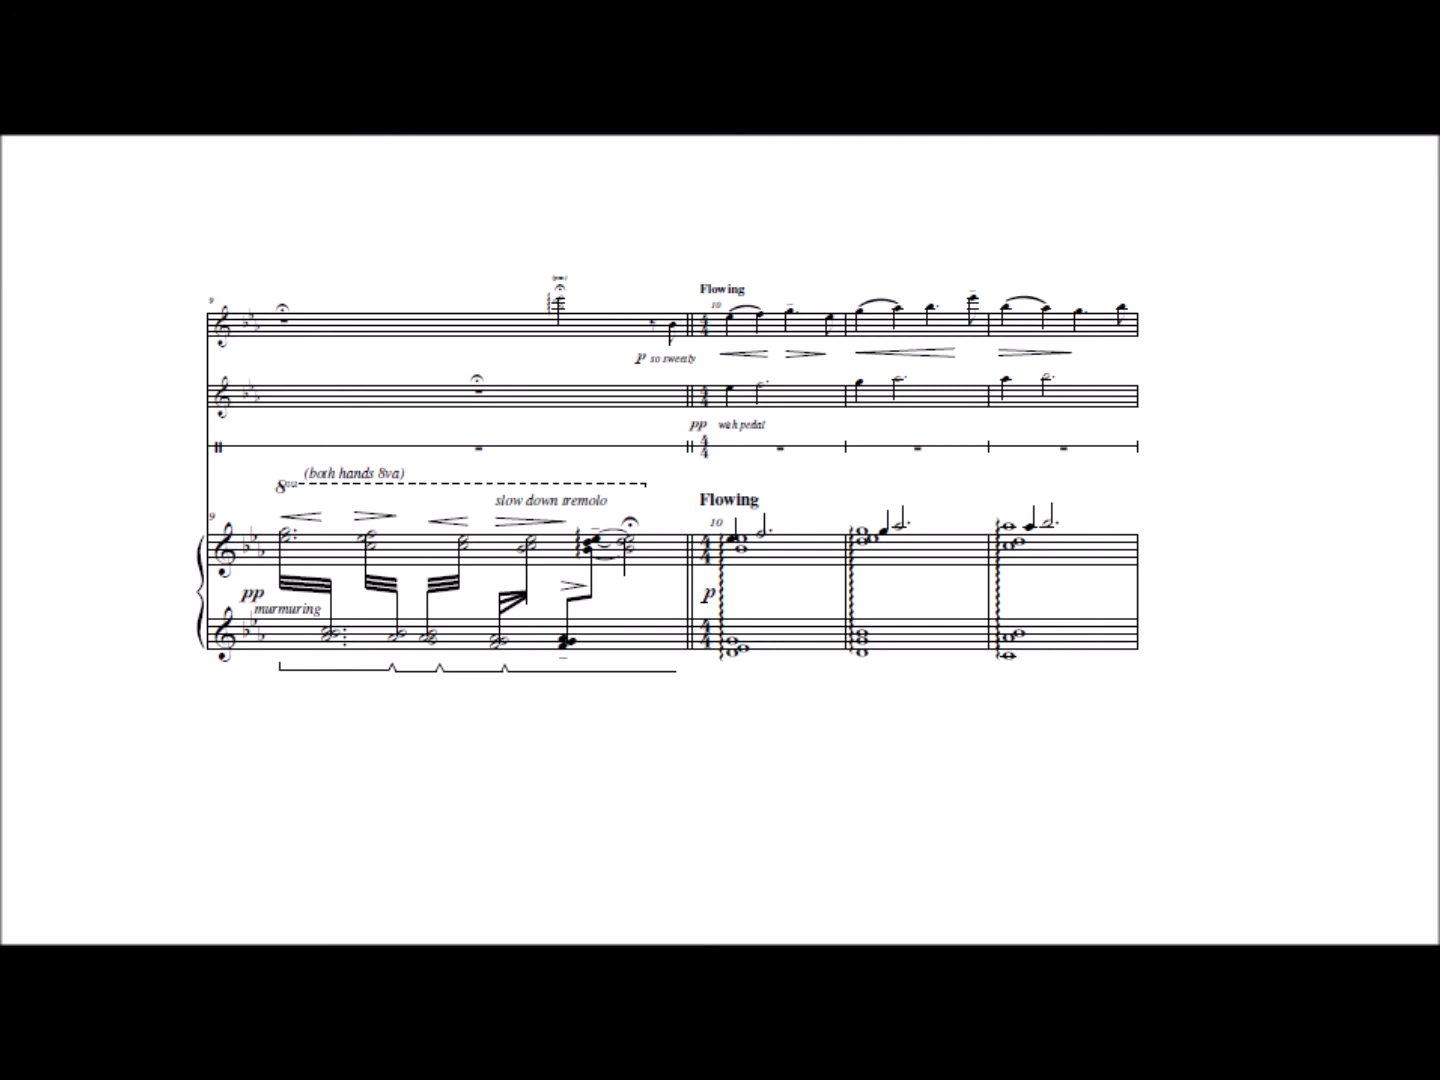 9
Flowing
10
p so sweetly
pp with pedal
(both hands 8va)
8va
slow down tremolo
Flowing
9
10
pp
p
murmuring